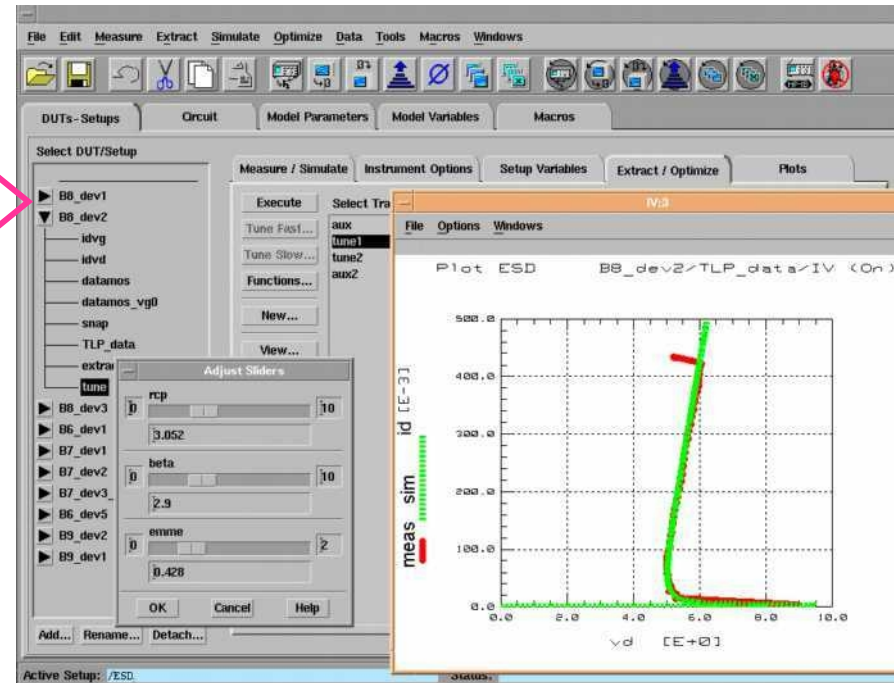 File Edit Measure Extract Simulate Optimize Data Tools Macros Windows
DUTs-Setups Circuit Model Parameters Model Variables Macros
Select DUT/Setup
Measure / Simulate Instrument Options Setup Variables Extract / Optimize Plots
B8_dev1
B8_dev2
idvg
idvd
datamos
datamos_vg0
snap
TLP_data
tune
B8_dev3
B6_dev1
B7_dev1
B7_dev2
B7_dev3_
B6_dev5
B9_dev2
B9_dev1
Add... Rename... Detach...
Execute
Tune Fast...
Tune Slow...
Functions...
New...
View...
aux
tune1
tune2
aux2
Adjust Sliders
rcp
0 10
3.052
beta
0 10
2.9
emme
0 2
0.428
OK Cancel Help
IV:3
File Options Windows
Plot ESD B8_dev2/TLP_data/IV (On)
500.0
400.0
300.0
200.0
100.0
0.0
meas sim id [E-3]
0.0 2.0 4.0 6.0 8.0 10.0
vd [E+0]
Active Setup: /ESD Status: